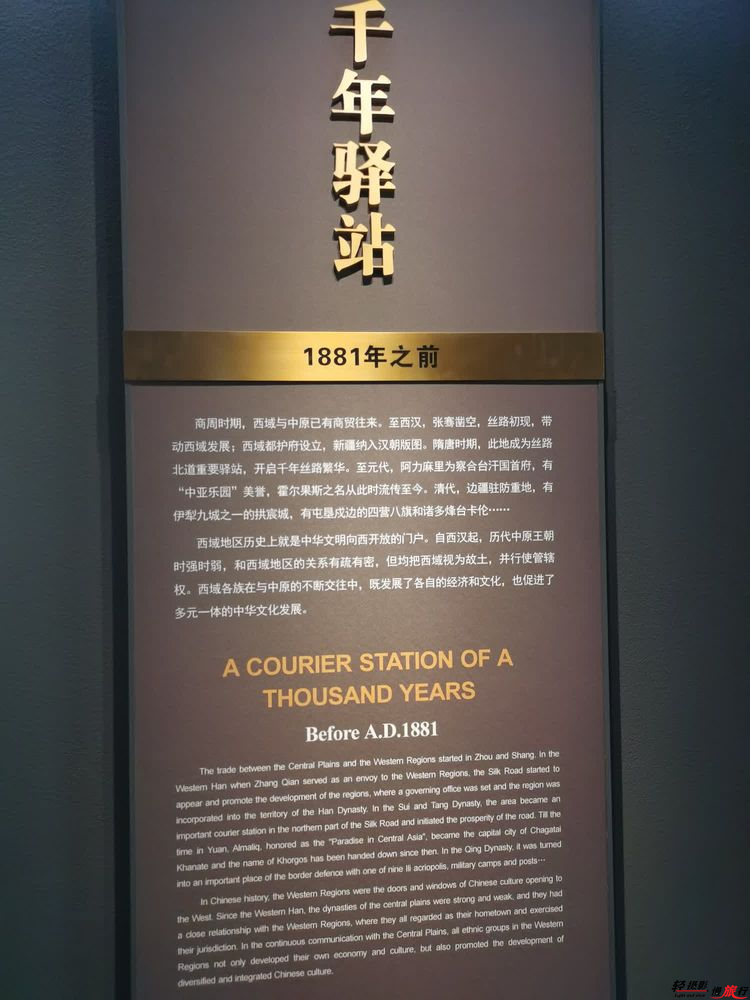 千年驿站
1881年之前
商周时期，西域与中原已有商贸往来。至西汉，张骞凿空，丝路初现，带
动西域发展；西域都护府设立，新疆纳入汉朝版图。隋唐时期，此地成为丝路
北道重要驿站，开启千年丝路繁华。至元代，阿力麻里为察合台汗国首府，有
“中亚乐园”美誉，霍尔果斯之名从此时流传至今。清代，边疆驻防重地，有
伊犁九城之一的拱宸城，有屯垦戍边的四营八旗和诸多烽台卡伦……
西域地区历史上就是中华文明向西开放的门户。自西汉起，历代中原王朝
时强时弱，和西域地区的关系有疏有密，但均把西域视为故土，并行使管辖
权。西域各族在与中原的不断交往中，既发展了各自的经济和文化，也促进了
多元一体的中华文化发展。
A COURIER STATION OF A
THOUSAND YEARS
Before A.D.1881
The trade between the Central Plains and the Western Regions started in Zhou and Shang. In the
Western Han when Zhang Qian served as an envoy to the Western Regions, the Silk Road started to
appear and promote the development of the regions, where a governing office was set and the region was
incorporated into the territory of the Han Dynasty. In the Sui and Tang Dynasty, the area became an
important courier station in the northern part of the Silk Road and initiated the prosperity of the road. Till the
time in Yuan, Almaliq, honored as the "Paradise in Central Asia", became the capital city of Chagatai
Khanate and the name of Khorgos has been handed down since then. In the Qing Dynasty, it was turned
into an important place of the border defence with one of nine Ili acriopolis, military camps and posts…
In Chinese history, the Western Regions were the doors and windows of Chinese culture opening to
the West. Since the Western Han, the dynasties of the central plains were strong and weak, and they had
a close relationship with the Western Regions, where they all regarded as their hometown and exercised
their jurisdiction. In the continuous communication with the Central Plains, all ethnic groups in the Western
Regions not only developed their own economy and culture, but also promoted the development of
diversified and integrated Chinese culture.
轻摄影 慢旅行